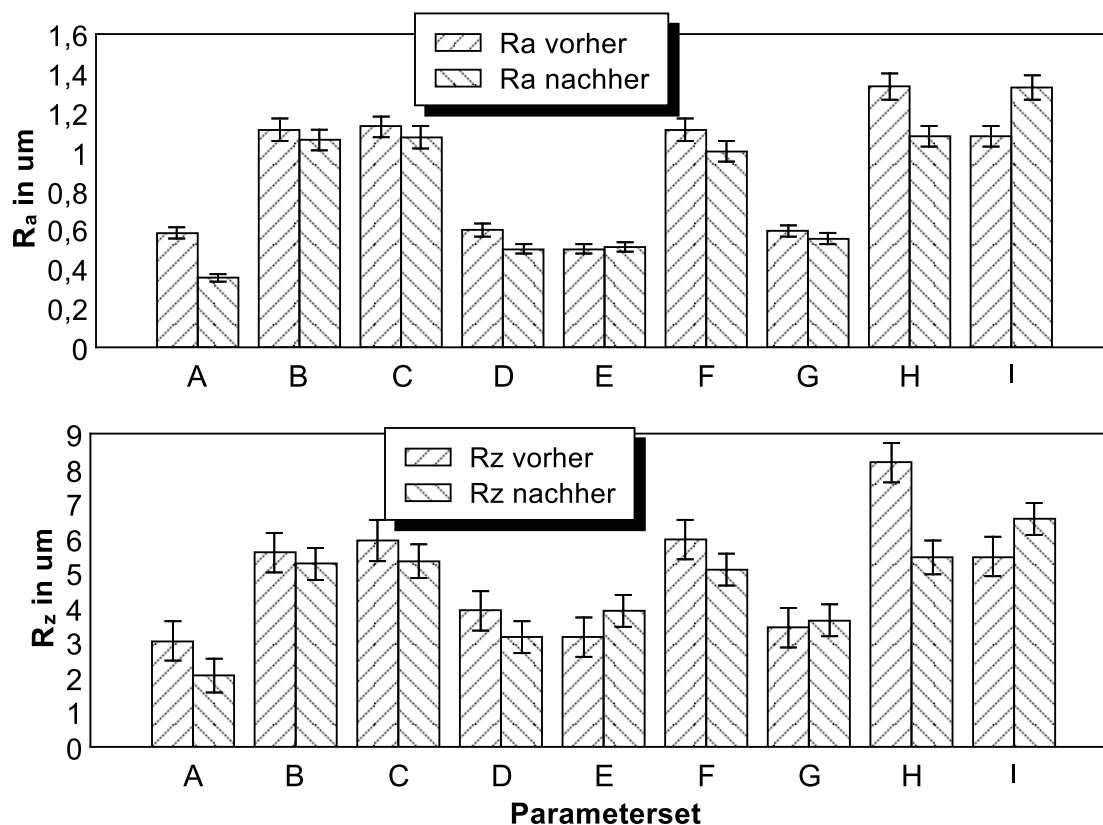 1,6
1,4
1,2
1
0,8
0,6
0,4
0,2
0
Ra in um
Ra vorher
Ra nachher
A B C D E F G H I
9
8
7
6
5
4
3
2
1
0
Rz in um
Rz vorher
Rz nachher
A B C D E F G H I
Parameterset